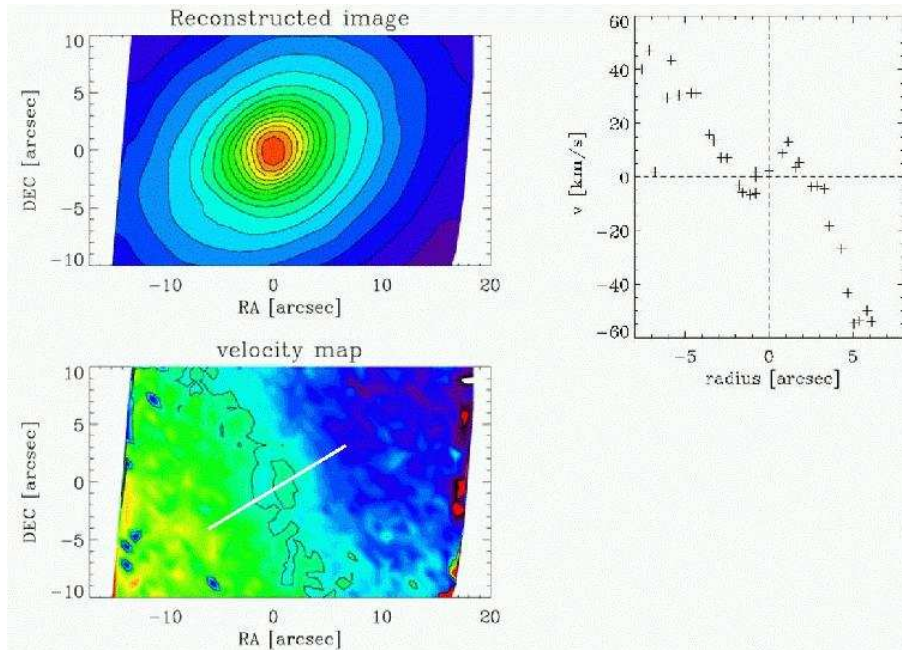 Reconstructed image
10
5
0
-5
-10
DEC [arcsec]
-10 0 10 20
RA [arcsec]
velocity map
10
5
0
-5
-10
DEC [arcsec]
-10 0 10 20
RA [arcsec]
60
40
20
0
-20
-40
-60
v [km/s]
-5 0 5
radius [arcsec]